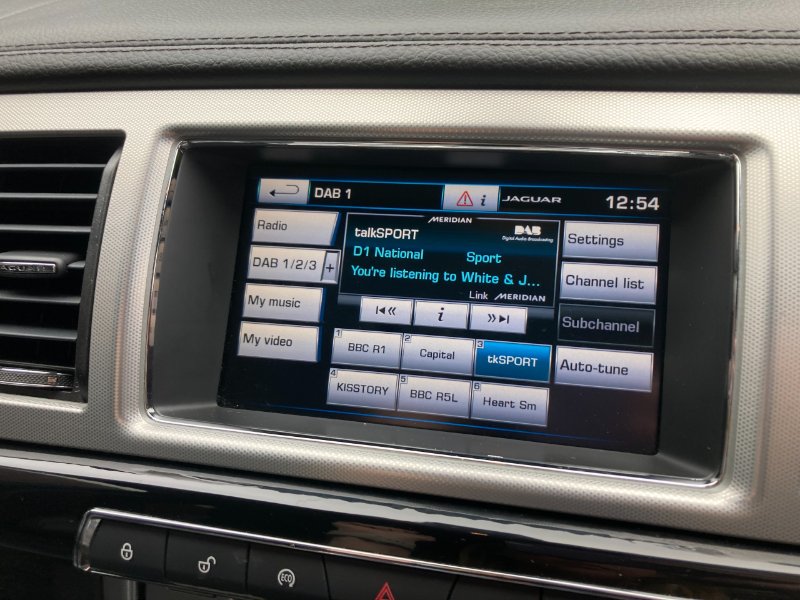 DAB 1
i
JAGUAR
12:54
Radio
DAB 1/2/3 +
My music
My video
MERIDIAN
talkSPORT
DAB
Digital Audio Broadcasting
D1 National Sport
You're listening to White & J...
Link MERIDIAN
i
1 BBC R1
2 Capital
3 tkSPORT
4 KISSTORY
5 BBC R5L
6 Heart Sm
Settings
Channel list
Subchannel
Auto-tune
JAGUAR
ECO